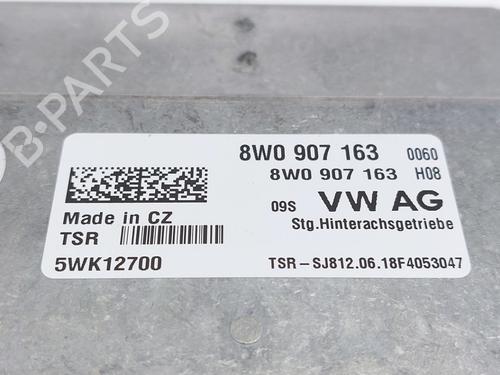 B-PARTS
8W0 907 163 0060
8W0 907 163 H08
09S VW AG
Stg.Hinterachsgetriebe
Made in CZ
TSR
5WK12700
TSR-SJ812.06.18F4053047